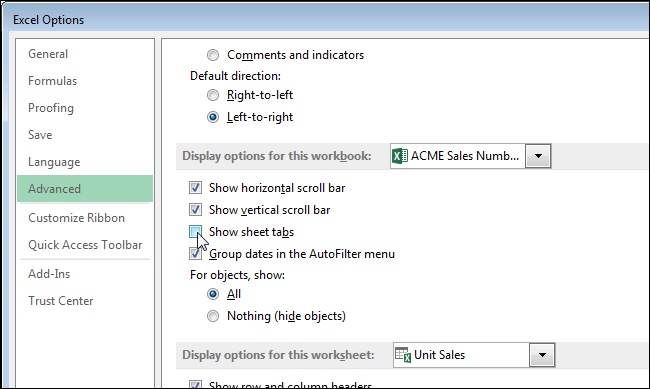 Excel Options
General
Formulas
Proofing
Save
Language
Advanced
Customize Ribbon
Quick Access Toolbar
Add-Ins
Trust Center
Comments and indicators
Default direction:
Right-to-left
Left-to-right
Display options for this workbook: ACME Sales Numb...
Show horizontal scroll bar
Show vertical scroll bar
Show sheet tabs
Group dates in the AutoFilter menu
For objects, show:
All
Nothing (hide objects)
Display options for this worksheet: Unit Sales
Show row and column headers